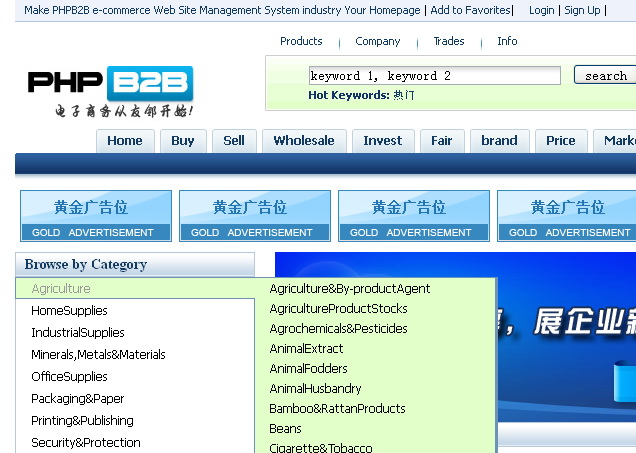 Make PHPB2B e-commerce Web Site Management System industry Your Homepage | Add to Favorites| Login | Sign Up |
Products Company Trades Info
PHP B2B
电子商务从友邻开始!
keyword 1, keyword 2 search
Hot Keywords: 热门
Home Buy Sell Wholesale Invest Fair brand Price Mark
黄金广告位 黄金广告位 黄金广告位 黄金广告位
GOLD ADVERTISEMENT GOLD ADVERTISEMENT GOLD ADVERTISEMENT GOLD ADVERTISEMENT
Browse by Category
Agriculture
HomeSupplies
IndustrialSupplies
Minerals,Metals&Materials
OfficeSupplies
Packaging&Paper
Printing&Publishing
Security&Protection
Agriculture&By-productAgent
AgricultureProductStocks
Agrochemicals&Pesticides
AnimalExtract
AnimalFodders
AnimalHusbandry
Bamboo&RattanProducts
Beans
Cigarette&Tobacco
，展企业新